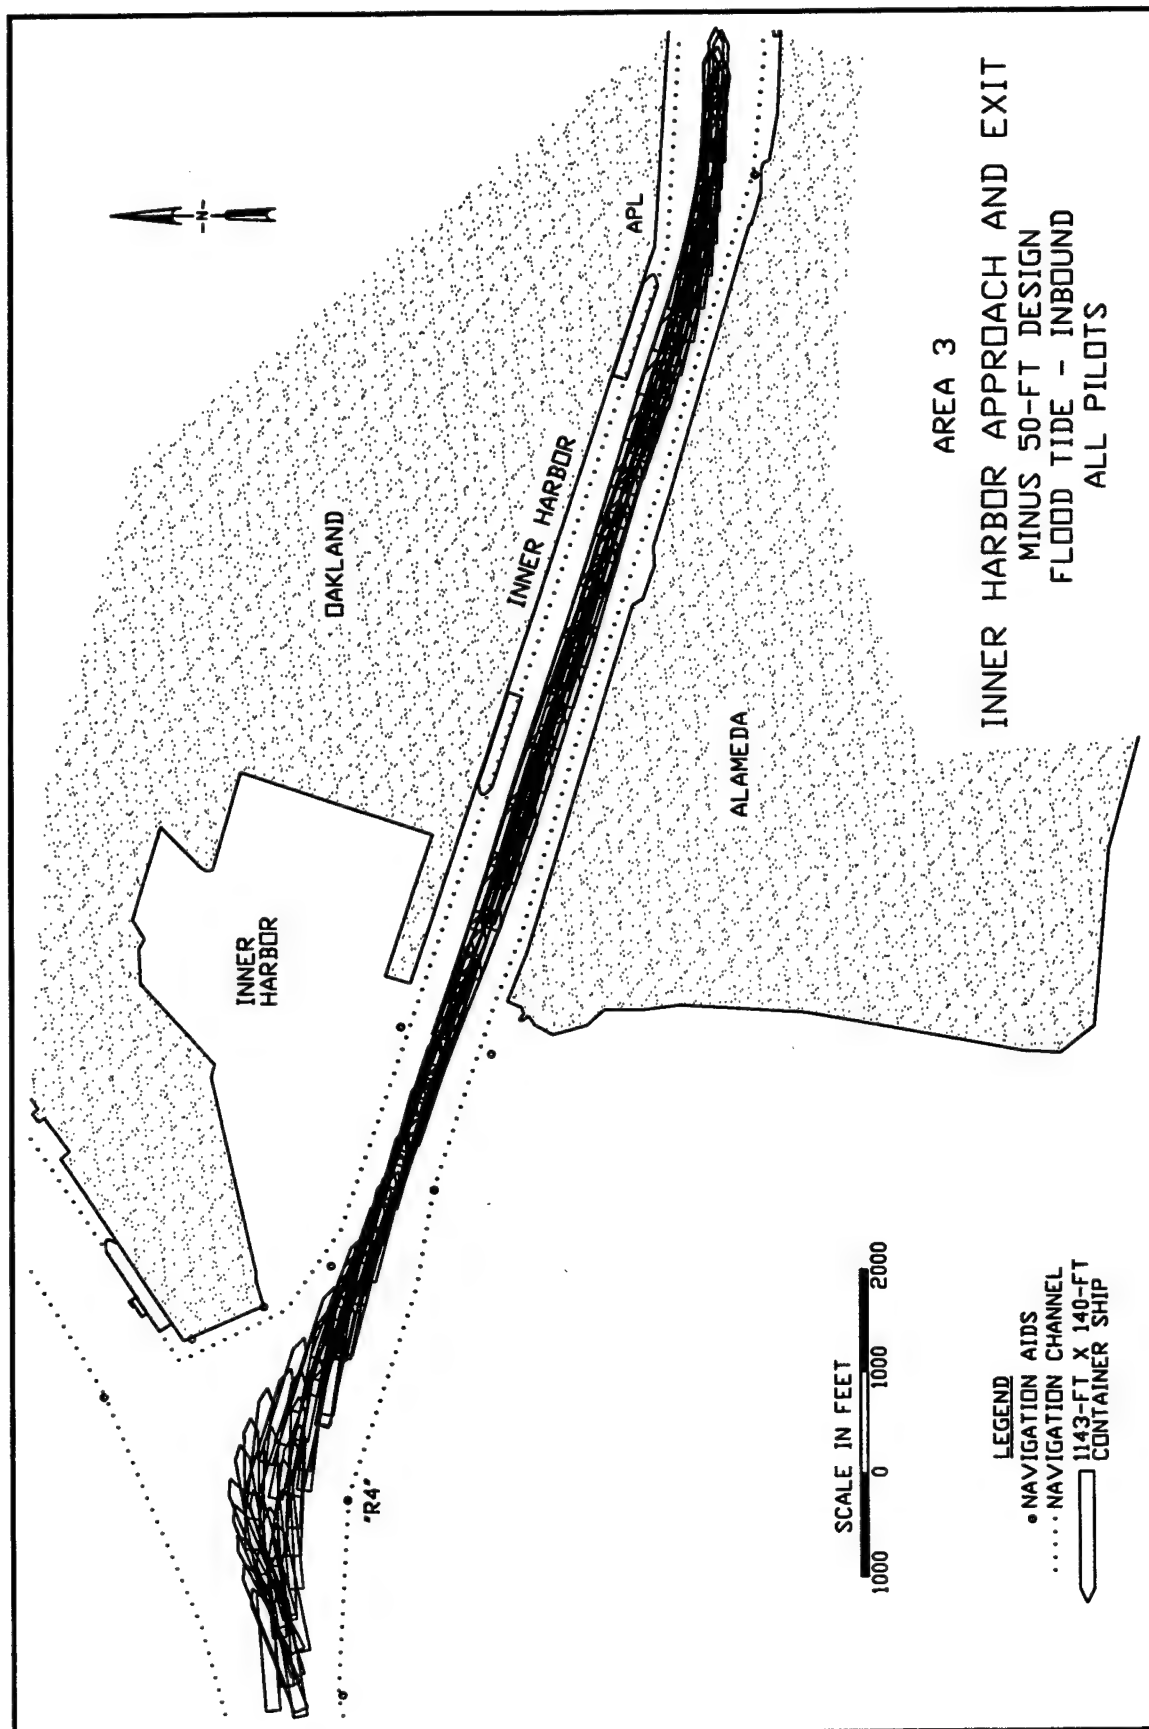 -N-
OAKLAND
INNER
HARBOR
INNER HARBOR
APL
ALAMEDA
"R4"
AREA 3
INNER HARBOR APPROACH AND EXIT
MINUS 50-FT DESIGN
FLOOD TIDE - INBOUND
ALL PILOTS
SCALE IN FEET
1000 0 1000 2000
LEGEND
NAVIGATION AIDS
NAVIGATION CHANNEL
1143-FT X 140-FT
CONTAINER SHIP